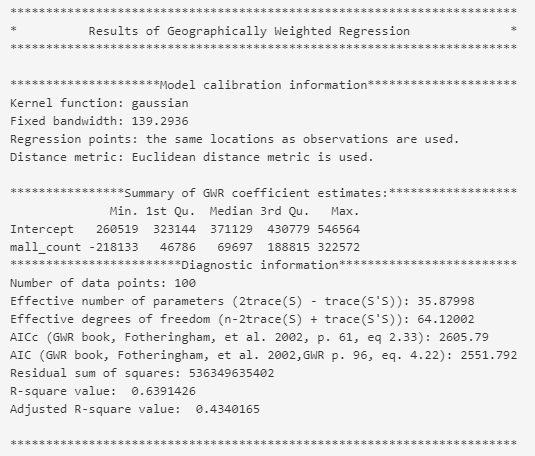 ***********************************************************************
*          Results of Geographically Weighted Regression              *
***********************************************************************

*********************Model calibration information*********************
Kernel function: gaussian
Fixed bandwidth: 139.2936
Regression points: the same locations as observations are used.
Distance metric: Euclidean distance metric is used.

****************Summary of GWR coefficient estimates:******************
              Min. 1st Qu.  Median 3rd Qu.   Max.
Intercept   260519  323144  371129  430779 546564
mall_count -218133   46786   69697  188815 322572
************************Diagnostic information*************************
Number of data points: 100
Effective number of parameters (2trace(S) - trace(S'S)): 35.87998
Effective degrees of freedom (n-2trace(S) + trace(S'S)): 64.12002
AICc (GWR book, Fotheringham, et al. 2002, p. 61, eq 2.33): 2605.79
AIC (GWR book, Fotheringham, et al. 2002,GWR p. 96, eq. 4.22): 2551.792
Residual sum of squares: 536349635402
R-square value:  0.6391426
Adjusted R-square value:  0.4340165

***********************************************************************